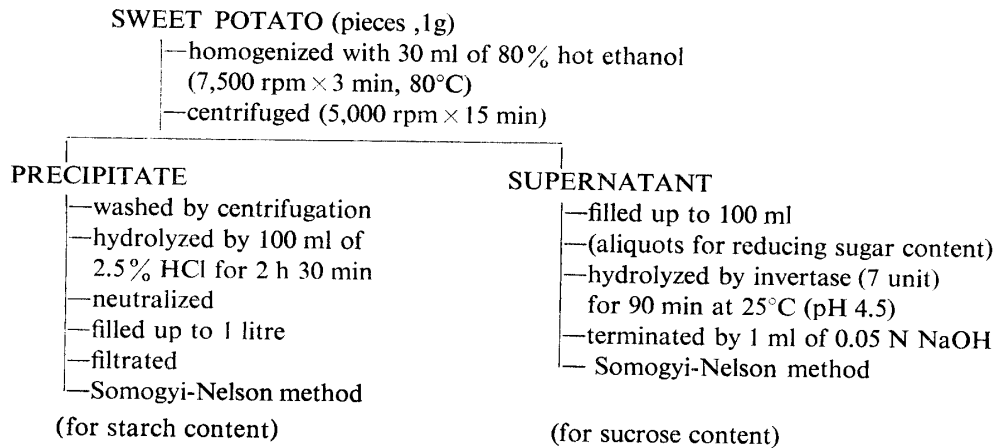 SWEET POTATO (pieces ,1g)
—homogenized with 30 ml of 80% hot ethanol
(7,500 rpm × 3 min, 80°C)
—centrifuged (5,000 rpm × 15 min)
PRECIPITATE
—washed by centrifugation
—hydrolyzed by 100 ml of
2.5% HCl for 2 h 30 min
—neutralized
—filled up to 1 litre
—filtrated
—Somogyi-Nelson method
(for starch content)
SUPERNATANT
—filled up to 100 ml
—(aliquots for reducing sugar content)
—hydrolyzed by invertase (7 unit)
for 90 min at 25°C (pH 4.5)
—terminated by 1 ml of 0.05 N NaOH
— Somogyi-Nelson method
(for sucrose content)